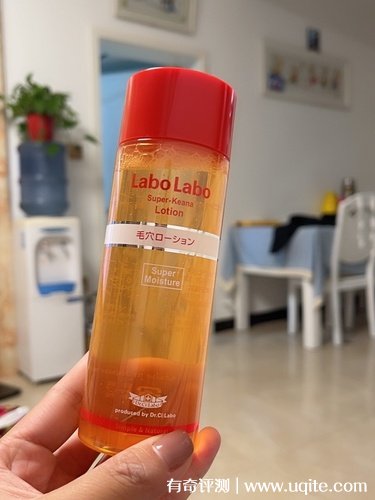 Labo Labo
Super-Keana
Lotion
毛穴ローション
Super
Moisture
produced by Dr.Ci:Labo
Simple & Natural
有奇评测 | www.uqite.com